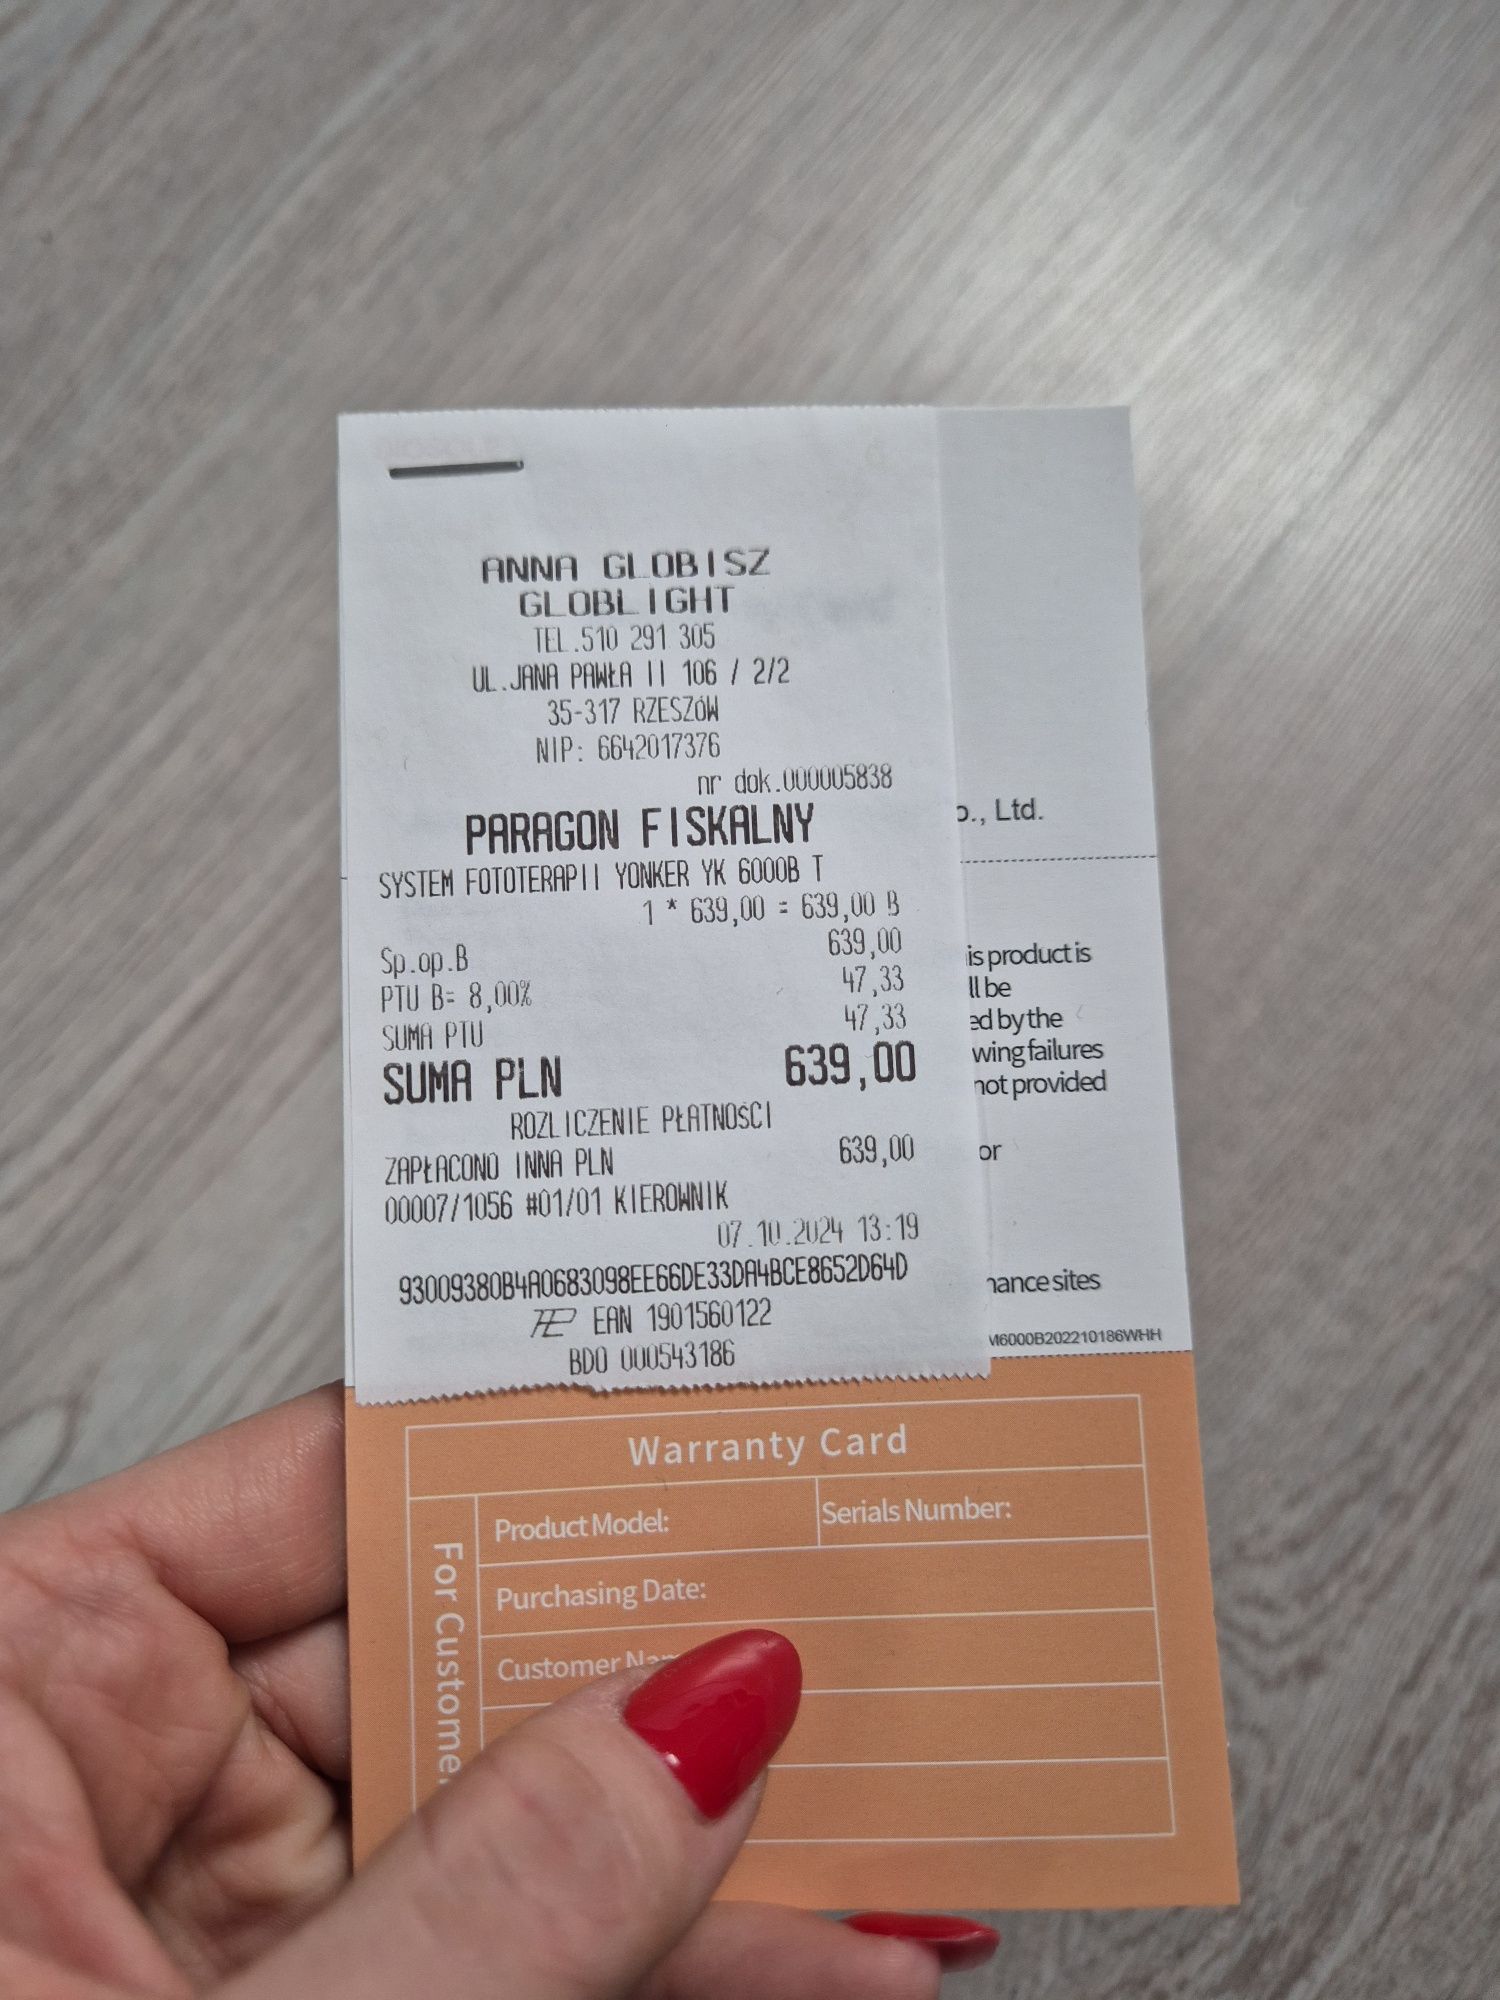 ANNA GLOBISZ
GLOBLIGHT
TEL.510 291 305
UL.JANA PAWŁA II 106 / 2/2
35-317 RZESZÓW
NIP: 6642017376
nr dok.000005838
PARAGON FISKALNY
SYSTEM FOTOTERAPII YONKER YK 6000B T
1 * 639,00 = 639,00 B
Sp.op.B 639,00
PTU B= 8,00% 47,33
SUMA PTU 47,33
SUMA PLN 639,00
ROZLICZENIE PŁATNOŚCI
ZAPŁACONO INNA PLN 639,00
00007/1056 #01/01 KIEROWNIK
07.10.2024 13:19
93009380B4A0683098EE66DE33DA4BCE8652D64D
EAN 1901560122
BDO 000543186
o., Ltd.
is product is
ll be
ed by the
wing failures
not provided
or
nance sites
M6000B202210186WHH
Warranty Card
For Customer
Product Model:
Serials Number:
Purchasing Date:
Customer Na